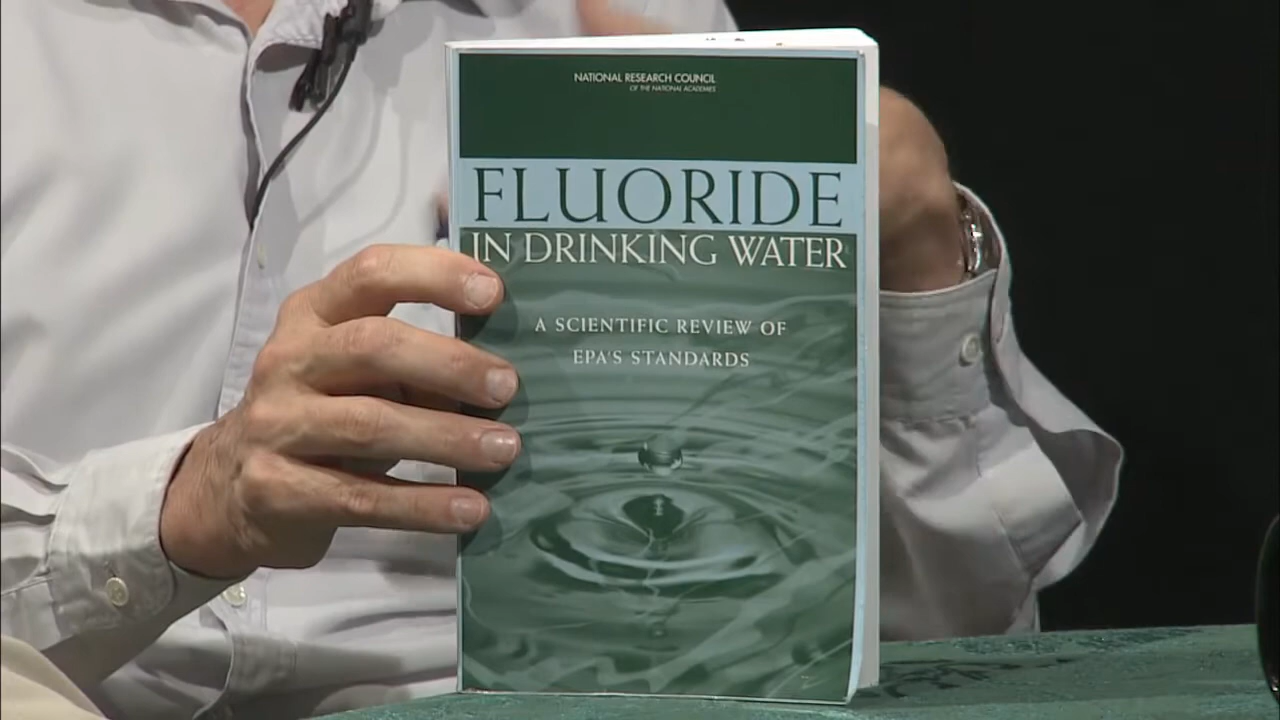 NATIONAL RESEARCH COUNCIL
OF THE NATIONAL ACADEMIES
FLUORIDE
IN DRINKING WATER
A SCIENTIFIC REVIEW OF
EPA'S STANDARDS